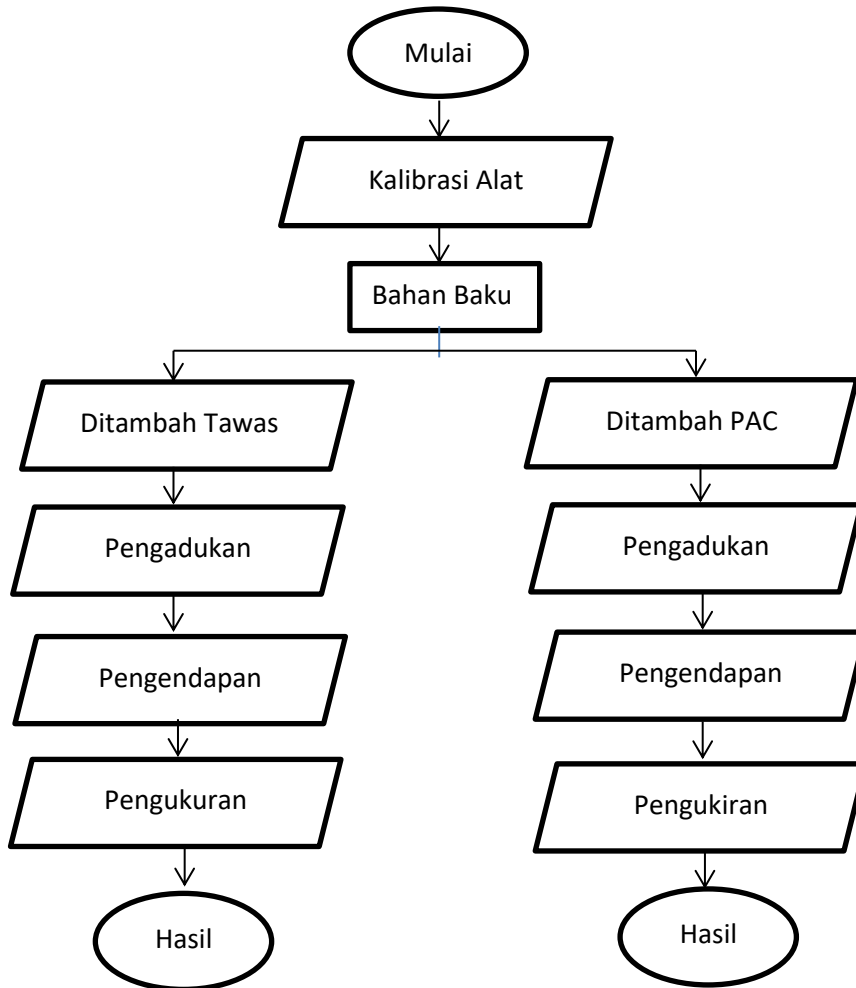 Mulai
Kalibrasi Alat
Bahan Baku
Ditambah Tawas
Pengadukan
Pengendapan
Pengukuran
Hasil
Ditambah PAC
Pengadukan
Pengendapan
Pengukiran
Hasil